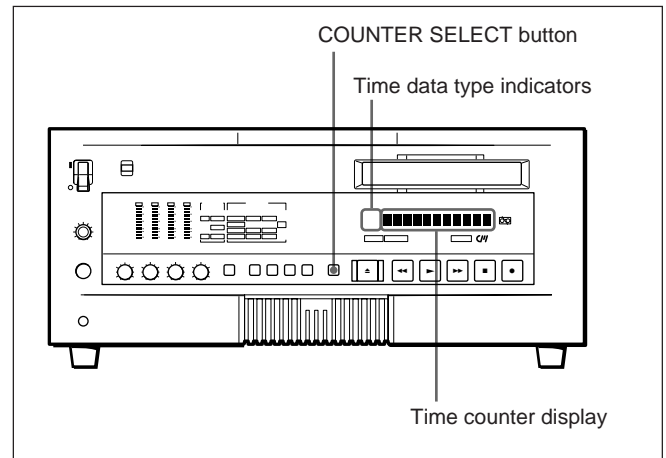 COUNTER SELECT button
Time data type indicators
Time counter display